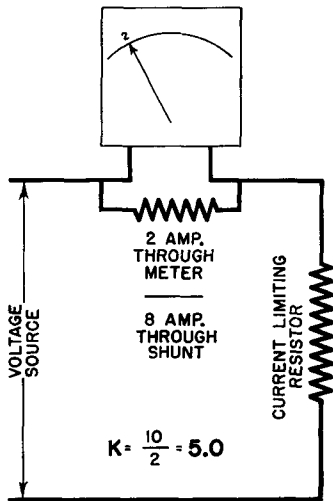 2
2 AMP.
THROUGH
METER
8 AMP.
THROUGH
SHUNT
VOLTAGE
SOURCE
CURRENT LIMITING
RESISTOR
K = 10/2 = 5.0